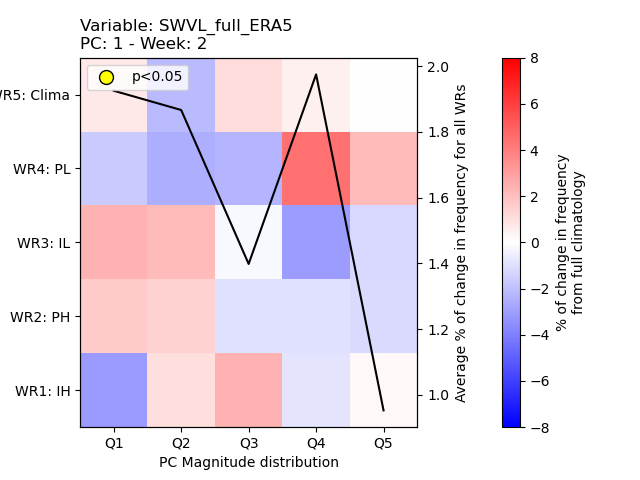 Variable: SWVL_full_ERA5
PC: 1 - Week: 2
p<0.05
WR5: Clima
WR4: PL
WR3: IL
WR2: PH
WR1: IH
Q1 Q2 Q3 Q4 Q5
PC Magnitude distribution
2.0
1.8
1.6
1.4
1.2
1.0
Average % of change in frequency for all WRs
8
6
4
2
0
−2
−4
−6
−8
% of change in frequency
from full climatology